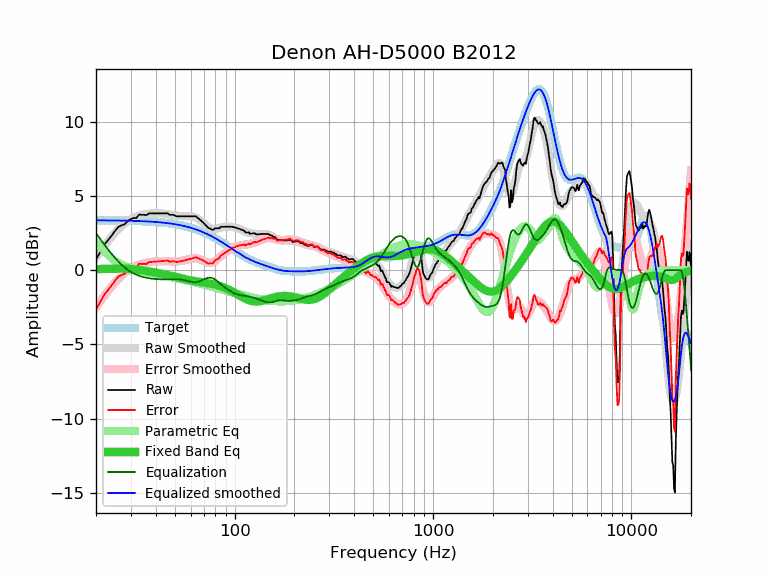 Denon AH-D5000 B2012
Amplitude (dBr)
10
5
0
−5
−10
−15
Target
Raw Smoothed
Error Smoothed
Raw
Error
Parametric Eq
Fixed Band Eq
Equalization
Equalized smoothed
100
1000
10000
Frequency (Hz)